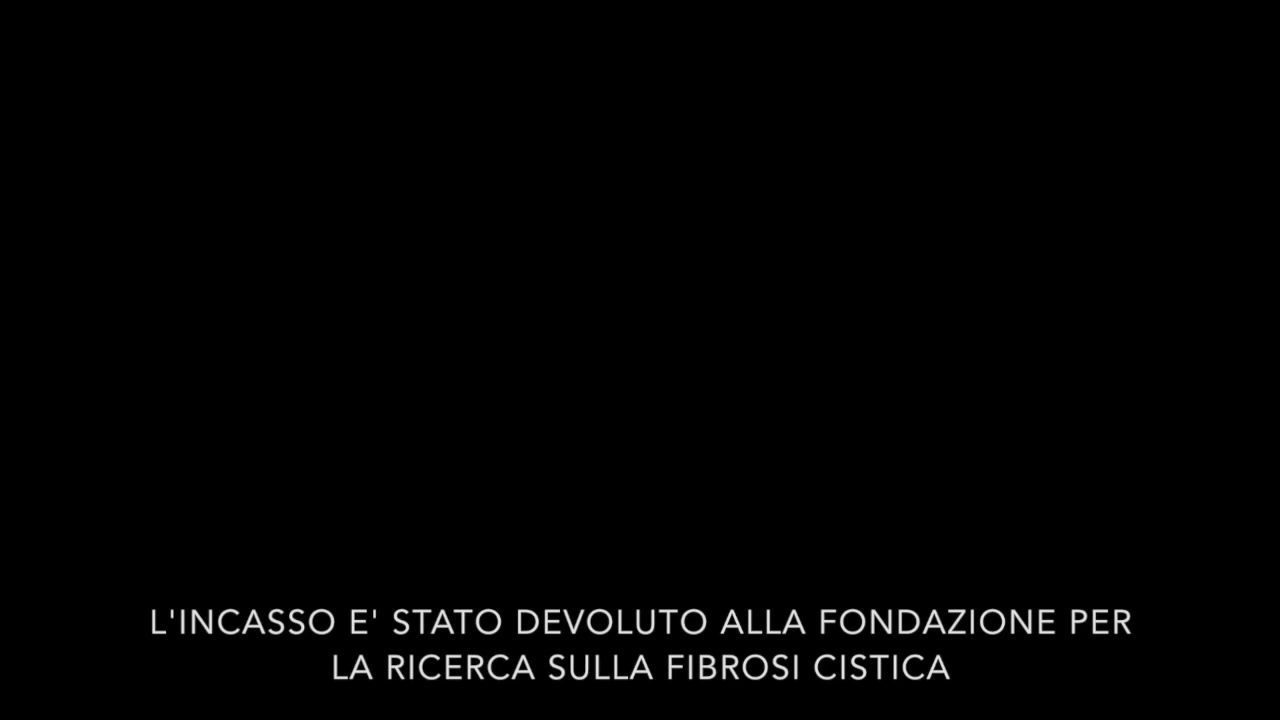 L'INCASSO E' STATO DEVOLUTO ALLA FONDAZIONE PER
LA RICERCA SULLA FIBROSI CISTICA